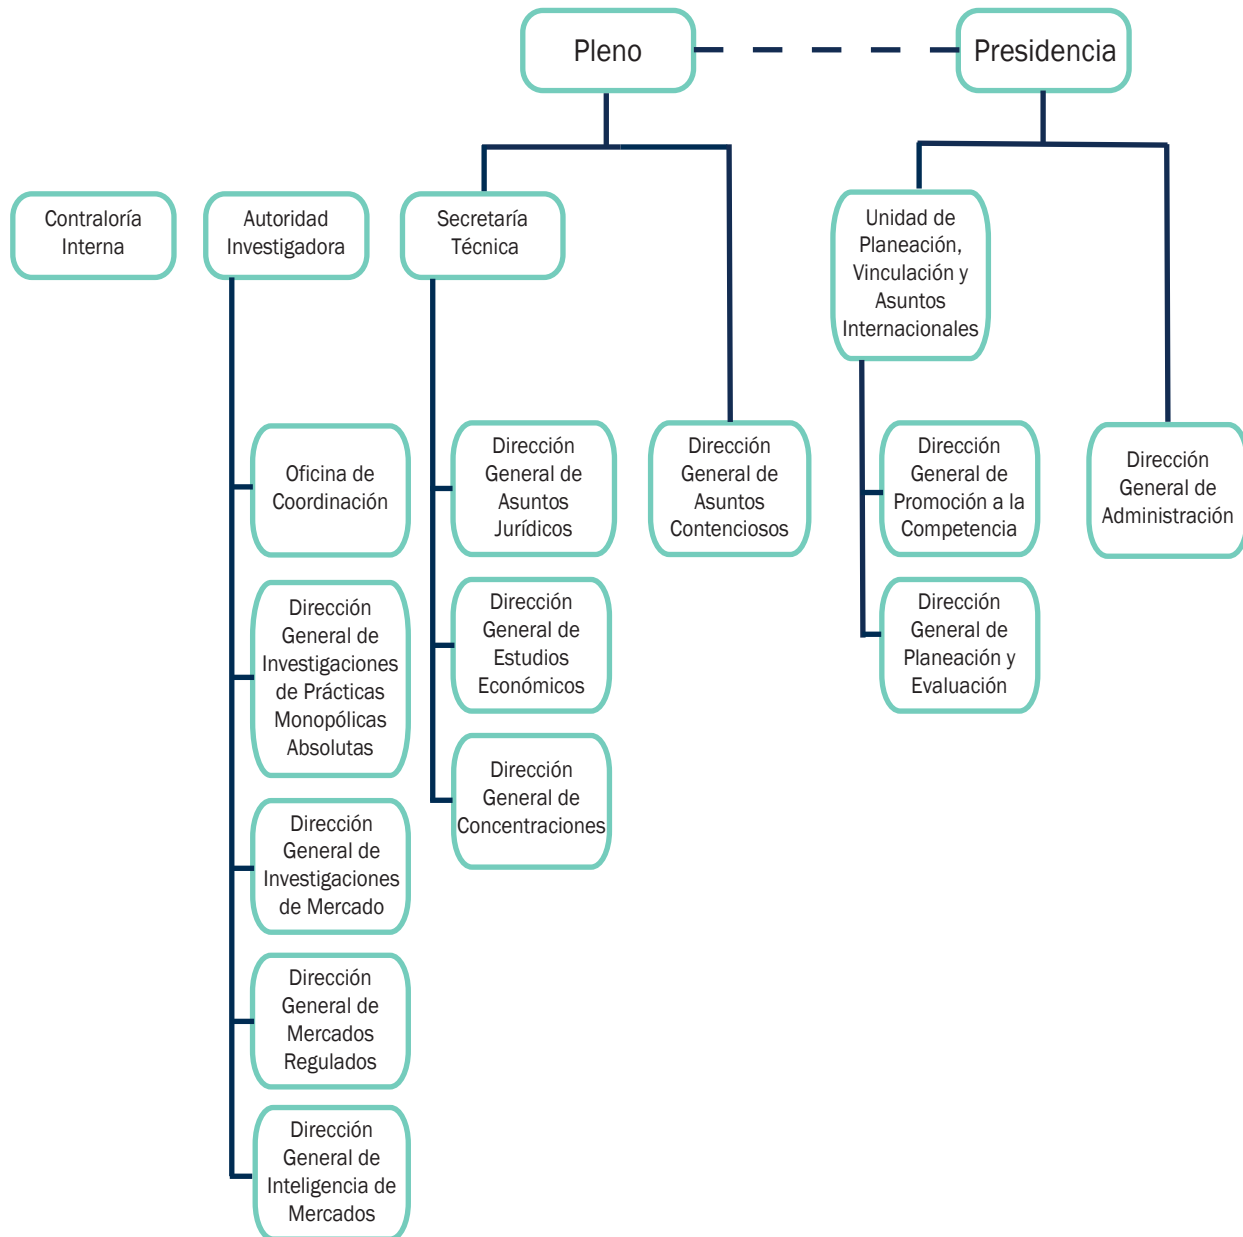 Pleno
Presidencia
Contraloría
Interna
Autoridad
Investigadora
Secretaría
Técnica
Unidad de
Planeación,
Vinculación y
Asuntos
Internacionales
Oficina de
Coordinación
Dirección
General de
Asuntos
Jurídicos
Dirección
General de
Asuntos
Contenciosos
Dirección
General de
Promoción a la
Competencia
Dirección
General de
Administración
Dirección
General de
Investigaciones
de Prácticas
Monopólicas
Absolutas
Dirección
General de
Estudios
Económicos
Dirección
General de
Planeación y
Evaluación
Dirección
General de
Concentraciones
Dirección
General de
Investigaciones
de Mercado
Dirección
General de
Mercados
Regulados
Dirección
General de
Inteligencia de
Mercados